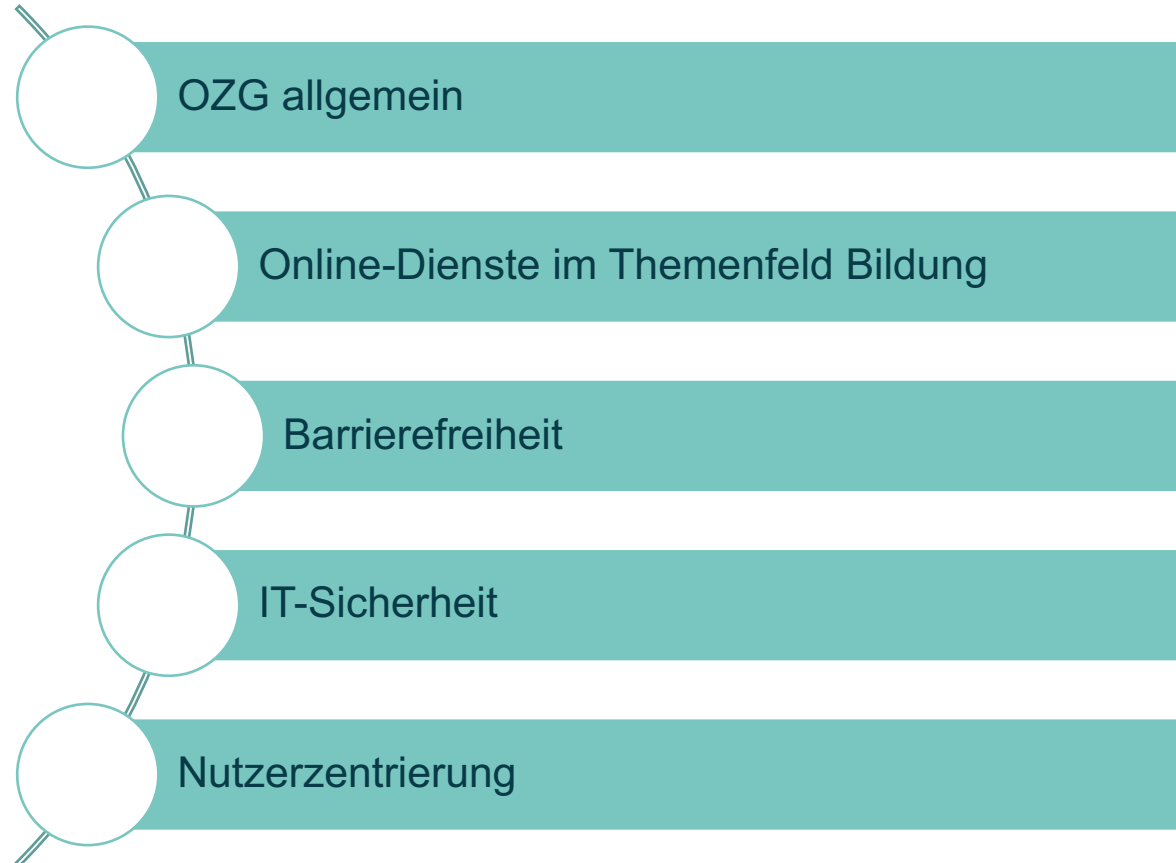 OZG allgemein
Online-Dienste im Themenfeld Bildung
Barrierefreiheit
IT-Sicherheit
Nutzerzentrierung